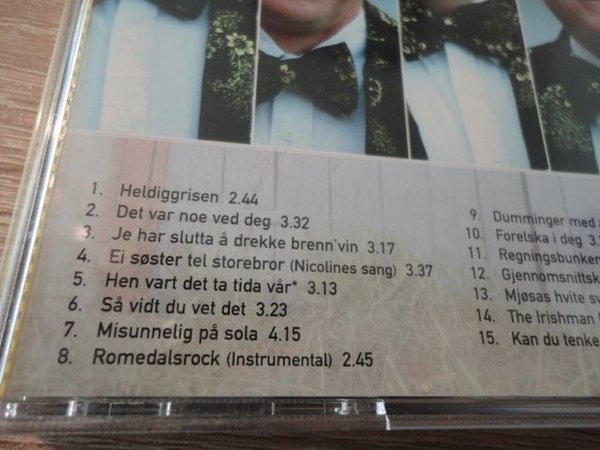 1. Heldiggrisen 2.44
2. Det var noe ved deg 3.32
3. Je har slutta å drekke brenn'vin 3.17
4. Ei søster tel storebror (Nicolines sang) 3.37
5. Hen vart det ta tida vår* 3.13
6. Så vidt du vet det 3.23
7. Misunnelig på sola 4.15
8. Romedalsrock (Instrumental) 2.45
9. Dumminger med
10. Forelska i deg
11. Regningsbunker
12. Gjennomsnittsk
13. Mjøsas hvite sv
14. The Irishman
15. Kan du tenke